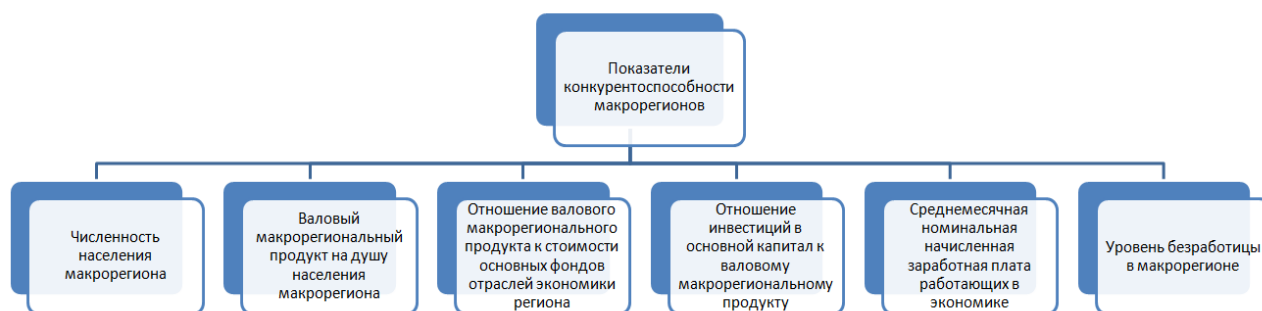 Показатели
конкурентоспособности
макрорегионов
Численность
населения
макрорегиона
Валовый
макрорегиональный
продукт на душу
населения
макрорегиона
Отношение валового
макрорегионального
продукта к стоимости
основных фондов
отраслей экономики
региона
Отношение
инвестиций в
основной капитал к
валовому
макрорегиональному
продукту
Среднемесячная
номинальная
начисленная
заработная плата
работающих в
экономике
Уровень безработицы
в макрорегионе